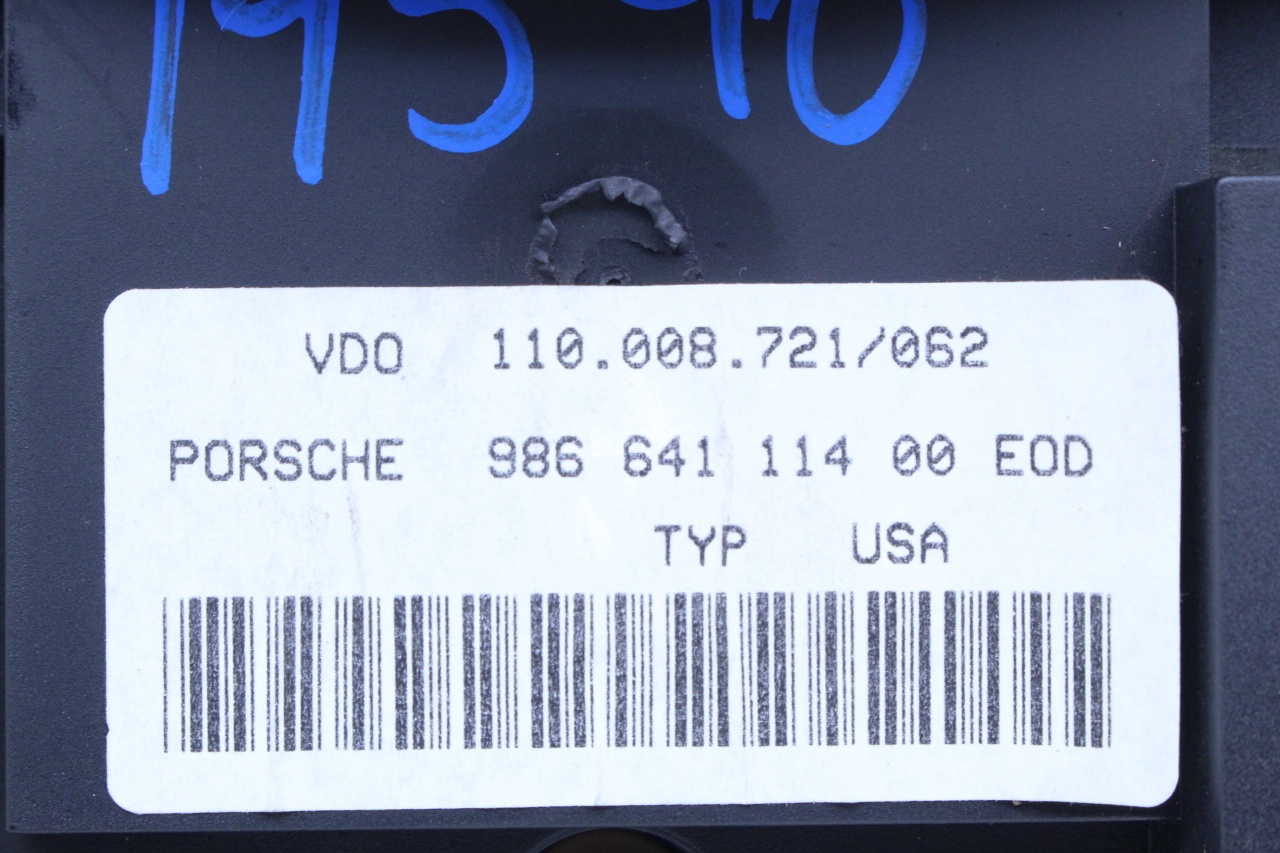 VDO 110.008.721/062
PORSCHE 986 641 114 00 EOD
TYP USA